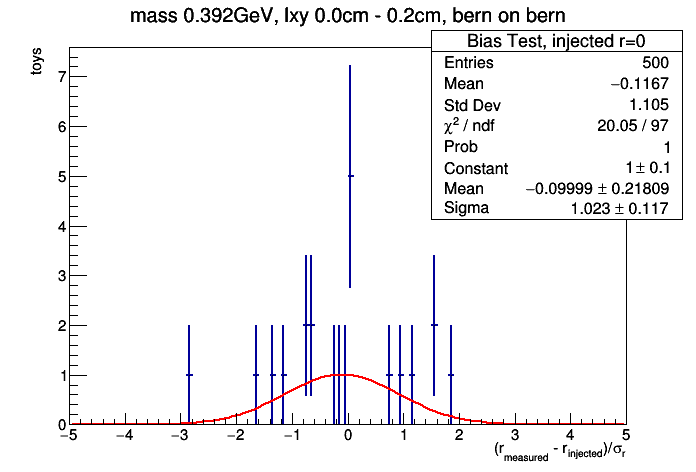 mass 0.392GeV, lxy 0.0cm - 0.2cm, bern on bern
Bias Test, injected r=0
Entries 500
Mean −0.1167
Std Dev 1.105
χ² / ndf 20.05 / 97
Prob 1
Constant 1 ± 0.1
Mean −0.09999 ± 0.21809
Sigma 1.023 ± 0.117
toys
7
6
5
4
3
2
1
0
−5 −4 −3 −2 −1 0 1 2 3 4 5
(r_measured - r_injected)/σ_r